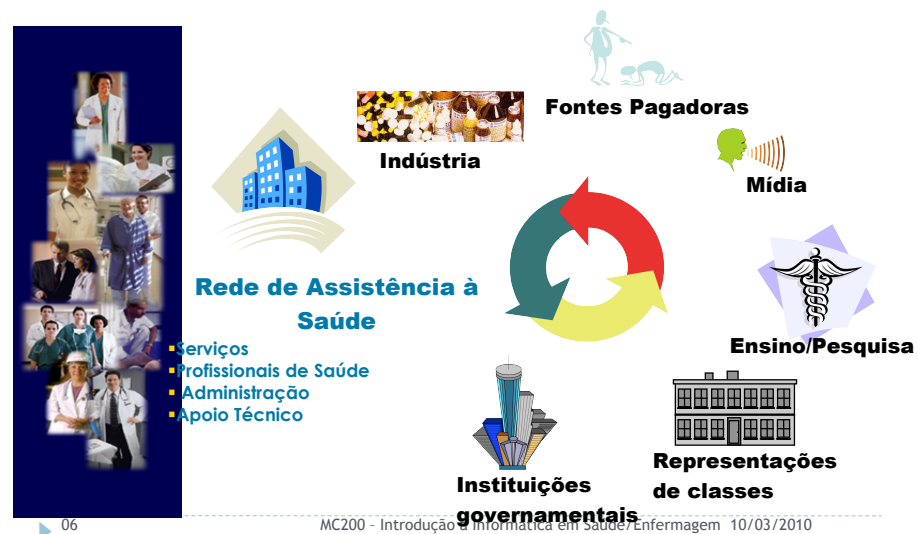 Fontes Pagadoras
Indústria
Mídia
Rede de Assistência à
Saúde
▪Serviços
▪Profissionais de Saúde
▪ Administração
▪Apoio Técnico
Ensino/Pesquisa
Representações
de classes
Instituições
governamentais
06
MC200 – Introdução à Informática em Saúde/Enfermagem 10/03/2010